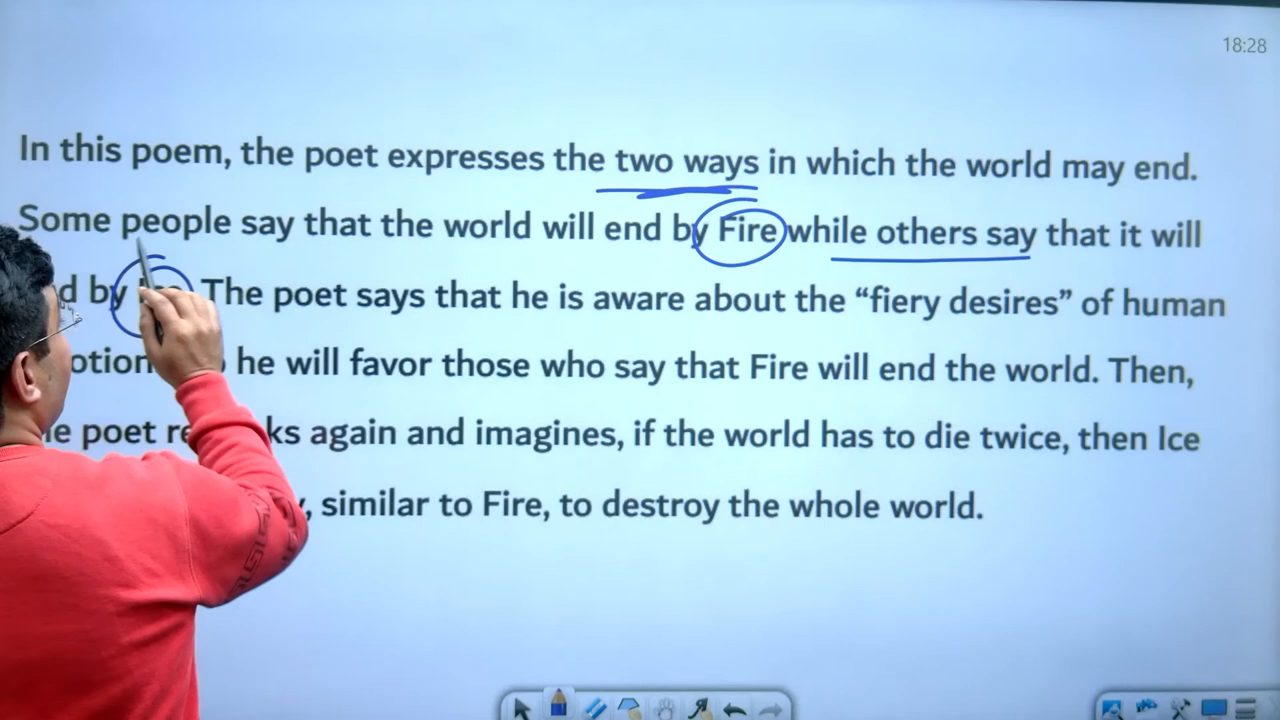 18:28
In this poem, the poet expresses the two ways in which the world may end.
Some people say that the world will end by Fire while others say that it will
by The poet says that he is aware about the “fiery desires” of human
he will favor those who say that Fire will end the world. Then,
poet again and imagines, if the world has to die twice, then Ice
similar to Fire, to destroy the whole world.